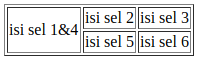 isi sel 1&4 isi sel 2 isi sel 3
isi sel 5 isi sel 6